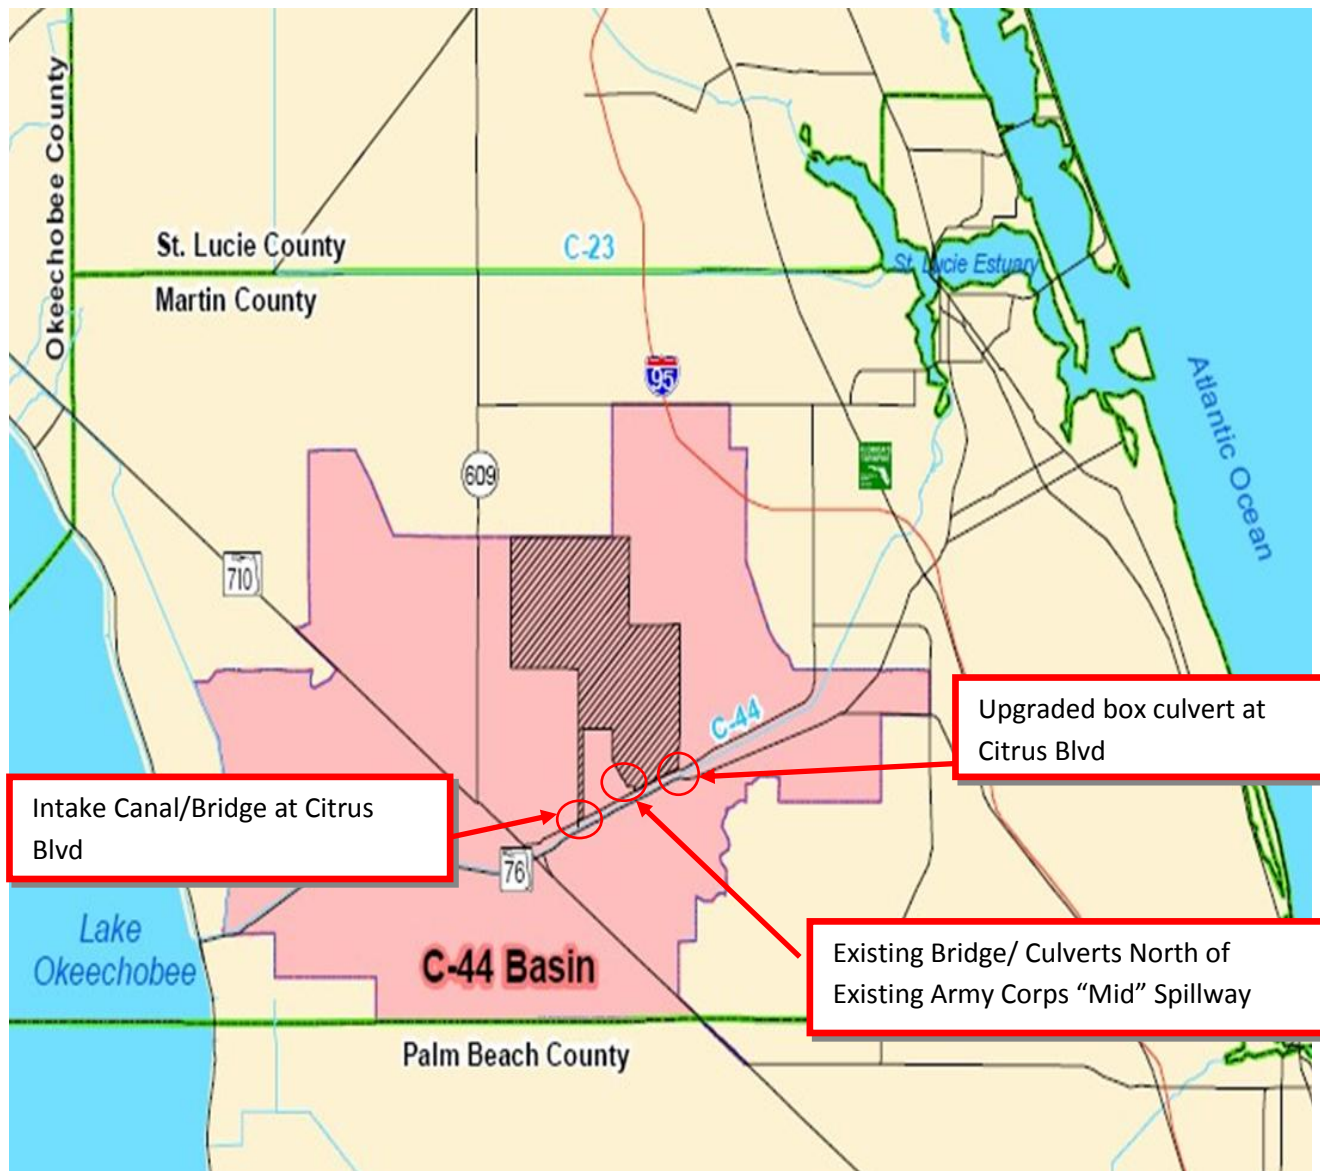 Okeechobee County
St. Lucie County
C-23
Martin County
St. Lucie Estuary
95
Atlantic Ocean
609
710
C-44
Upgraded box culvert at
Citrus Blvd
Intake Canal/Bridge at Citrus
Blvd
76
Lake
Okeechobee
C-44 Basin
Existing Bridge/ Culverts North of
Existing Army Corps “Mid” Spillway
Palm Beach County